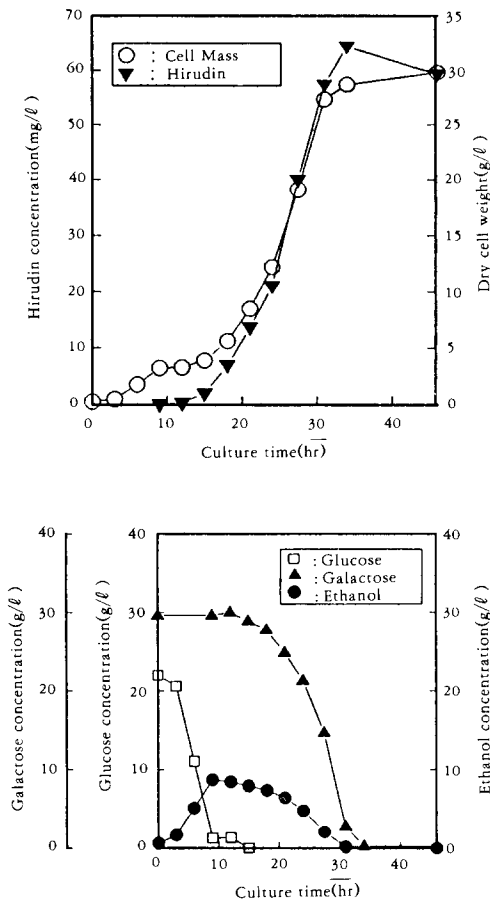 70
60
50
40
30
20
10
0
Hirudin concentration(mg/ℓ)
35
30
25
20
15
10
5
0
Dry cell weight(g/ℓ)
: Cell Mass
: Hirudin
0 10 20 30 40
Culture time(hr)
40
30
20
10
0
Galactose concentration(g/ℓ)
40
30
20
10
0
Glucose concentration(g/ℓ)
40
30
20
10
0
Ethanol concentration(g/ℓ)
: Glucose
: Galactose
: Ethanol
0 10 20 30 40
Culture time(hr)